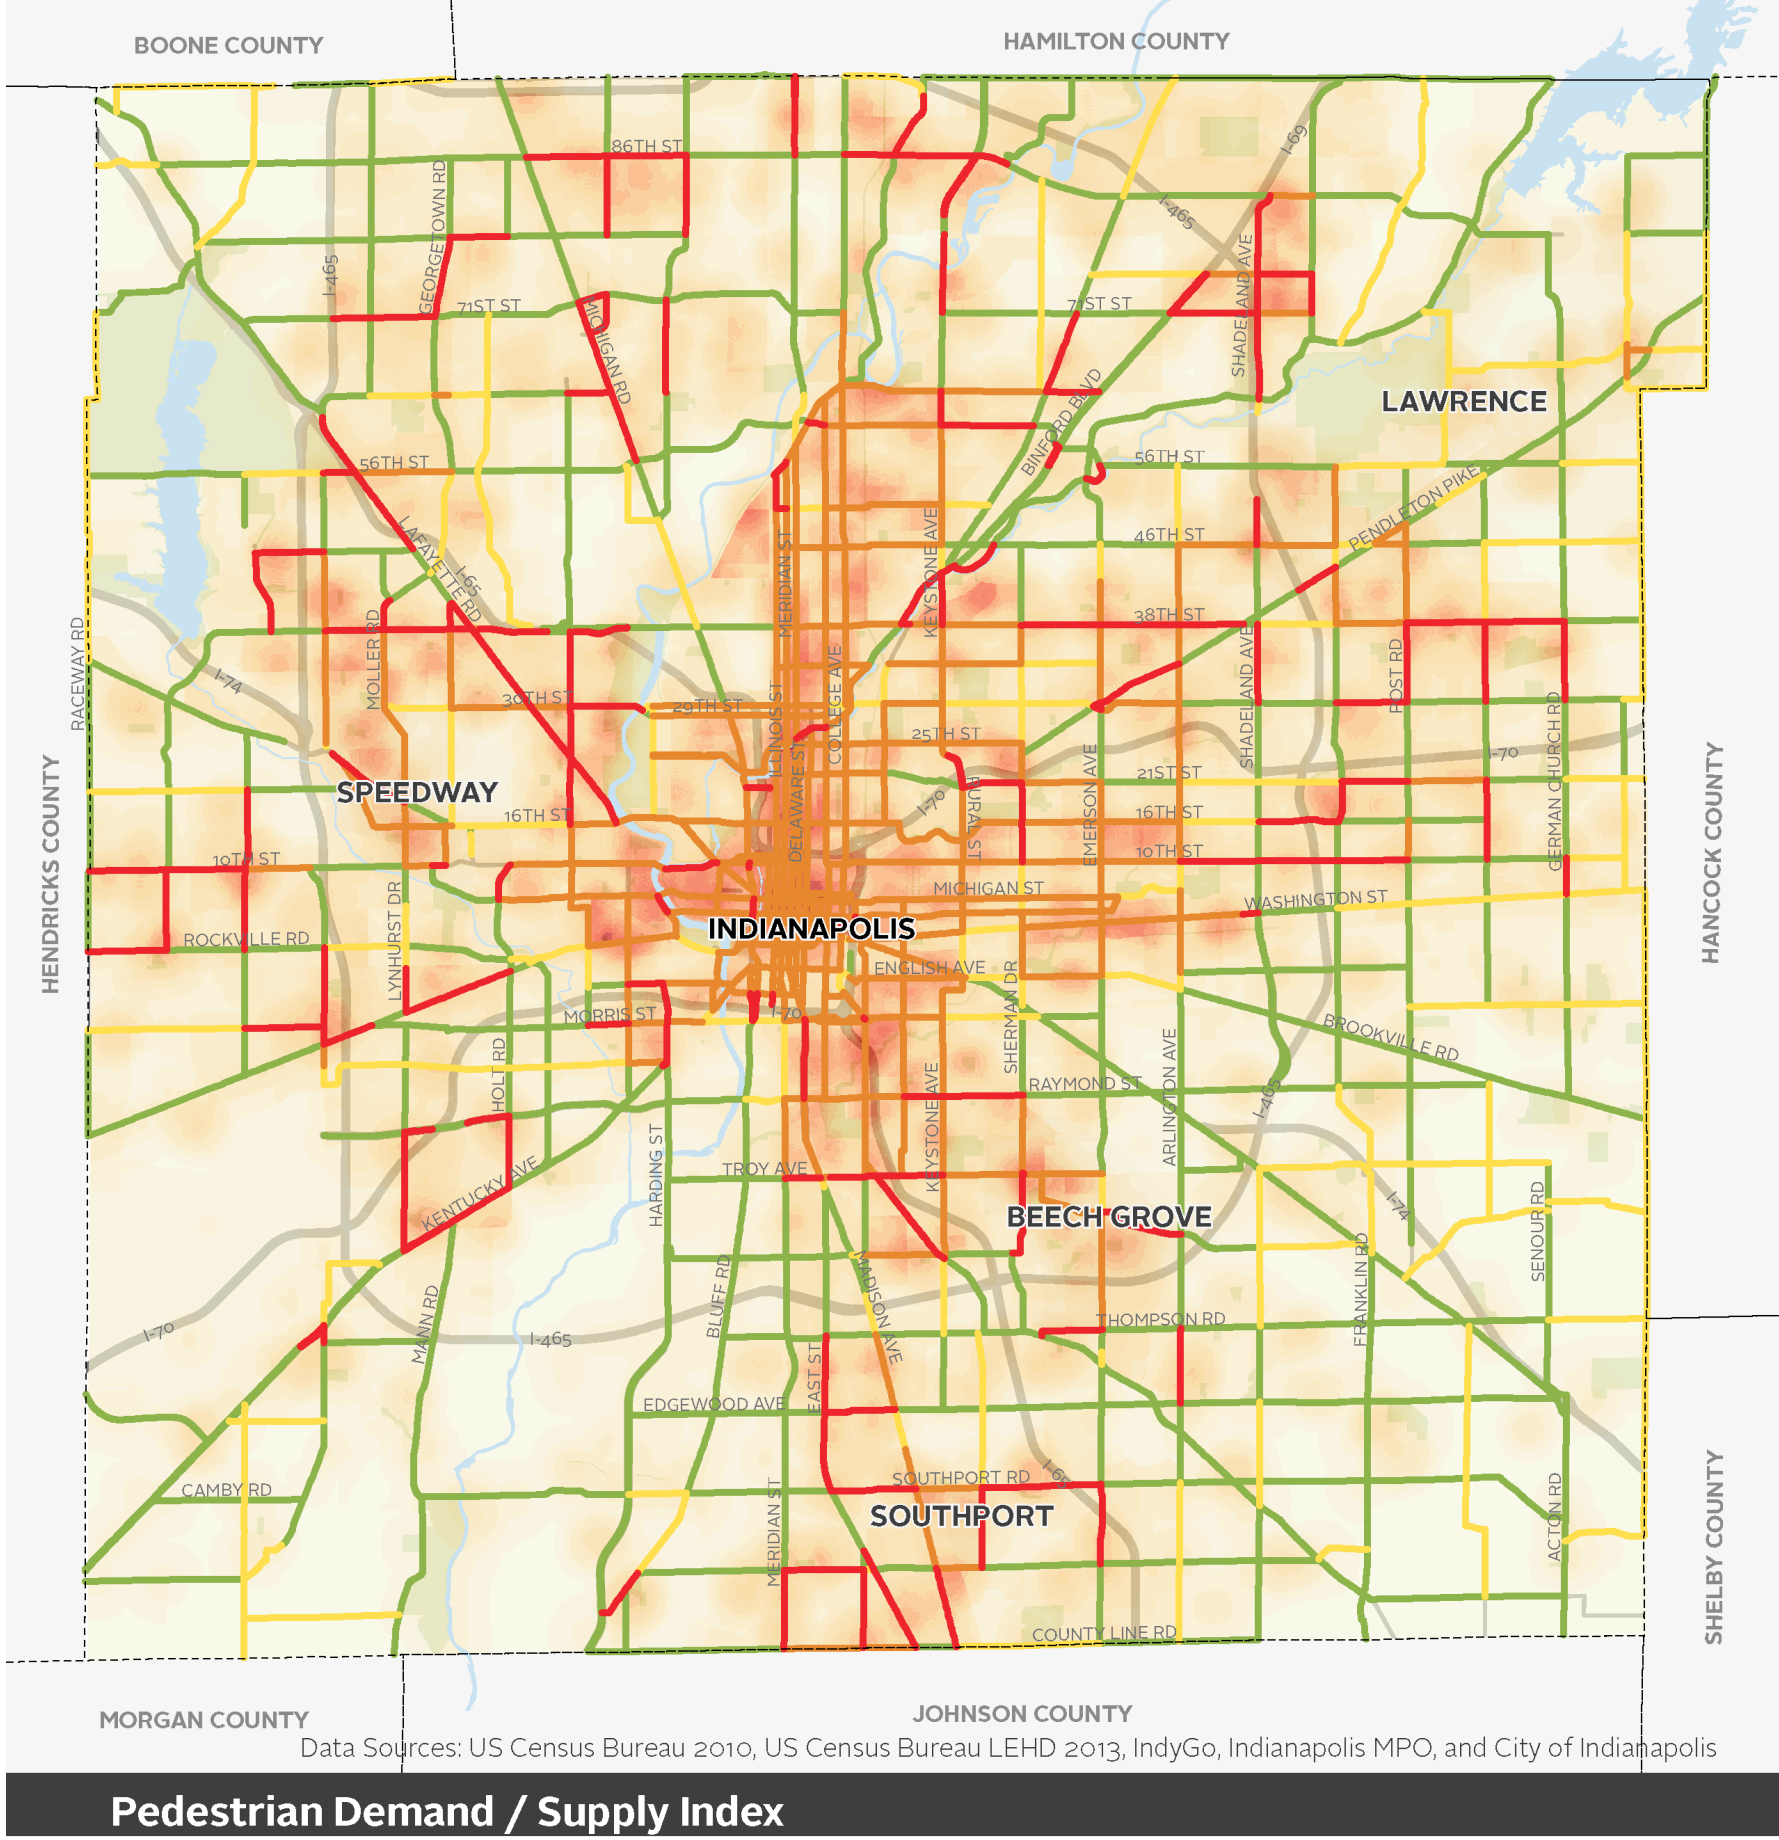 BOONE COUNTY
HAMILTON COUNTY
86TH ST
I-69
GEORGETOWN RD
I-465
I-465
SHADELAND AVE
71ST ST
71ST ST
MICHIGAN RD
BINFORD BLVD
LAWRENCE
56TH ST
56TH ST
PENDLETON PIKE
LAFAYETTE RD
I-65
MERIDIAN ST
KEYSTONE AVE
46TH ST
38TH ST
RACEWAY RD
MOLLER RD
I-74
30TH ST
29TH ST
ILLINOIS ST
COLLEGE AVE
DELAWARE ST
25TH ST
SHADELAND AVE
POST RD
GERMAN CHURCH RD
I-70
HENDRICKS COUNTY
HANCOCK COUNTY
SPEEDWAY
16TH ST
I-70
RURAL ST
EMERSON AVE
21ST ST
16TH ST
10TH ST
10TH ST
LYNHURST DR
MICHIGAN ST
WASHINGTON ST
INDIANAPOLIS
ROCKVILLE RD
ENGLISH AVE
SHERMAN DR
MORRIS ST
I-70
BROOKVILLE RD
HOLT RD
KEYSTONE AVE
RAYMOND ST
ARLINGTON AVE
I-465
HARDING ST
TROY AVE
KENTUCKY AVE
BEECH GROVE
I-74
SENOUR RD
FRANKLIN RD
MANN RD
BLUFF RD
MADISON AVE
I-70
I-465
THOMPSON RD
EAST ST
EDGEWOOD AVE
CAMBY RD
MERIDIAN ST
SOUTHPORT RD
I-65
SOUTHPORT
ACTON RD
SHELBY COUNTY
COUNTY LINE RD
MORGAN COUNTY
JOHNSON COUNTY
Data Sources: US Census Bureau 2010, US Census Bureau LEHD 2013, IndyGo, Indianapolis MPO, and City of Indianapolis
Pedestrian Demand / Supply Index